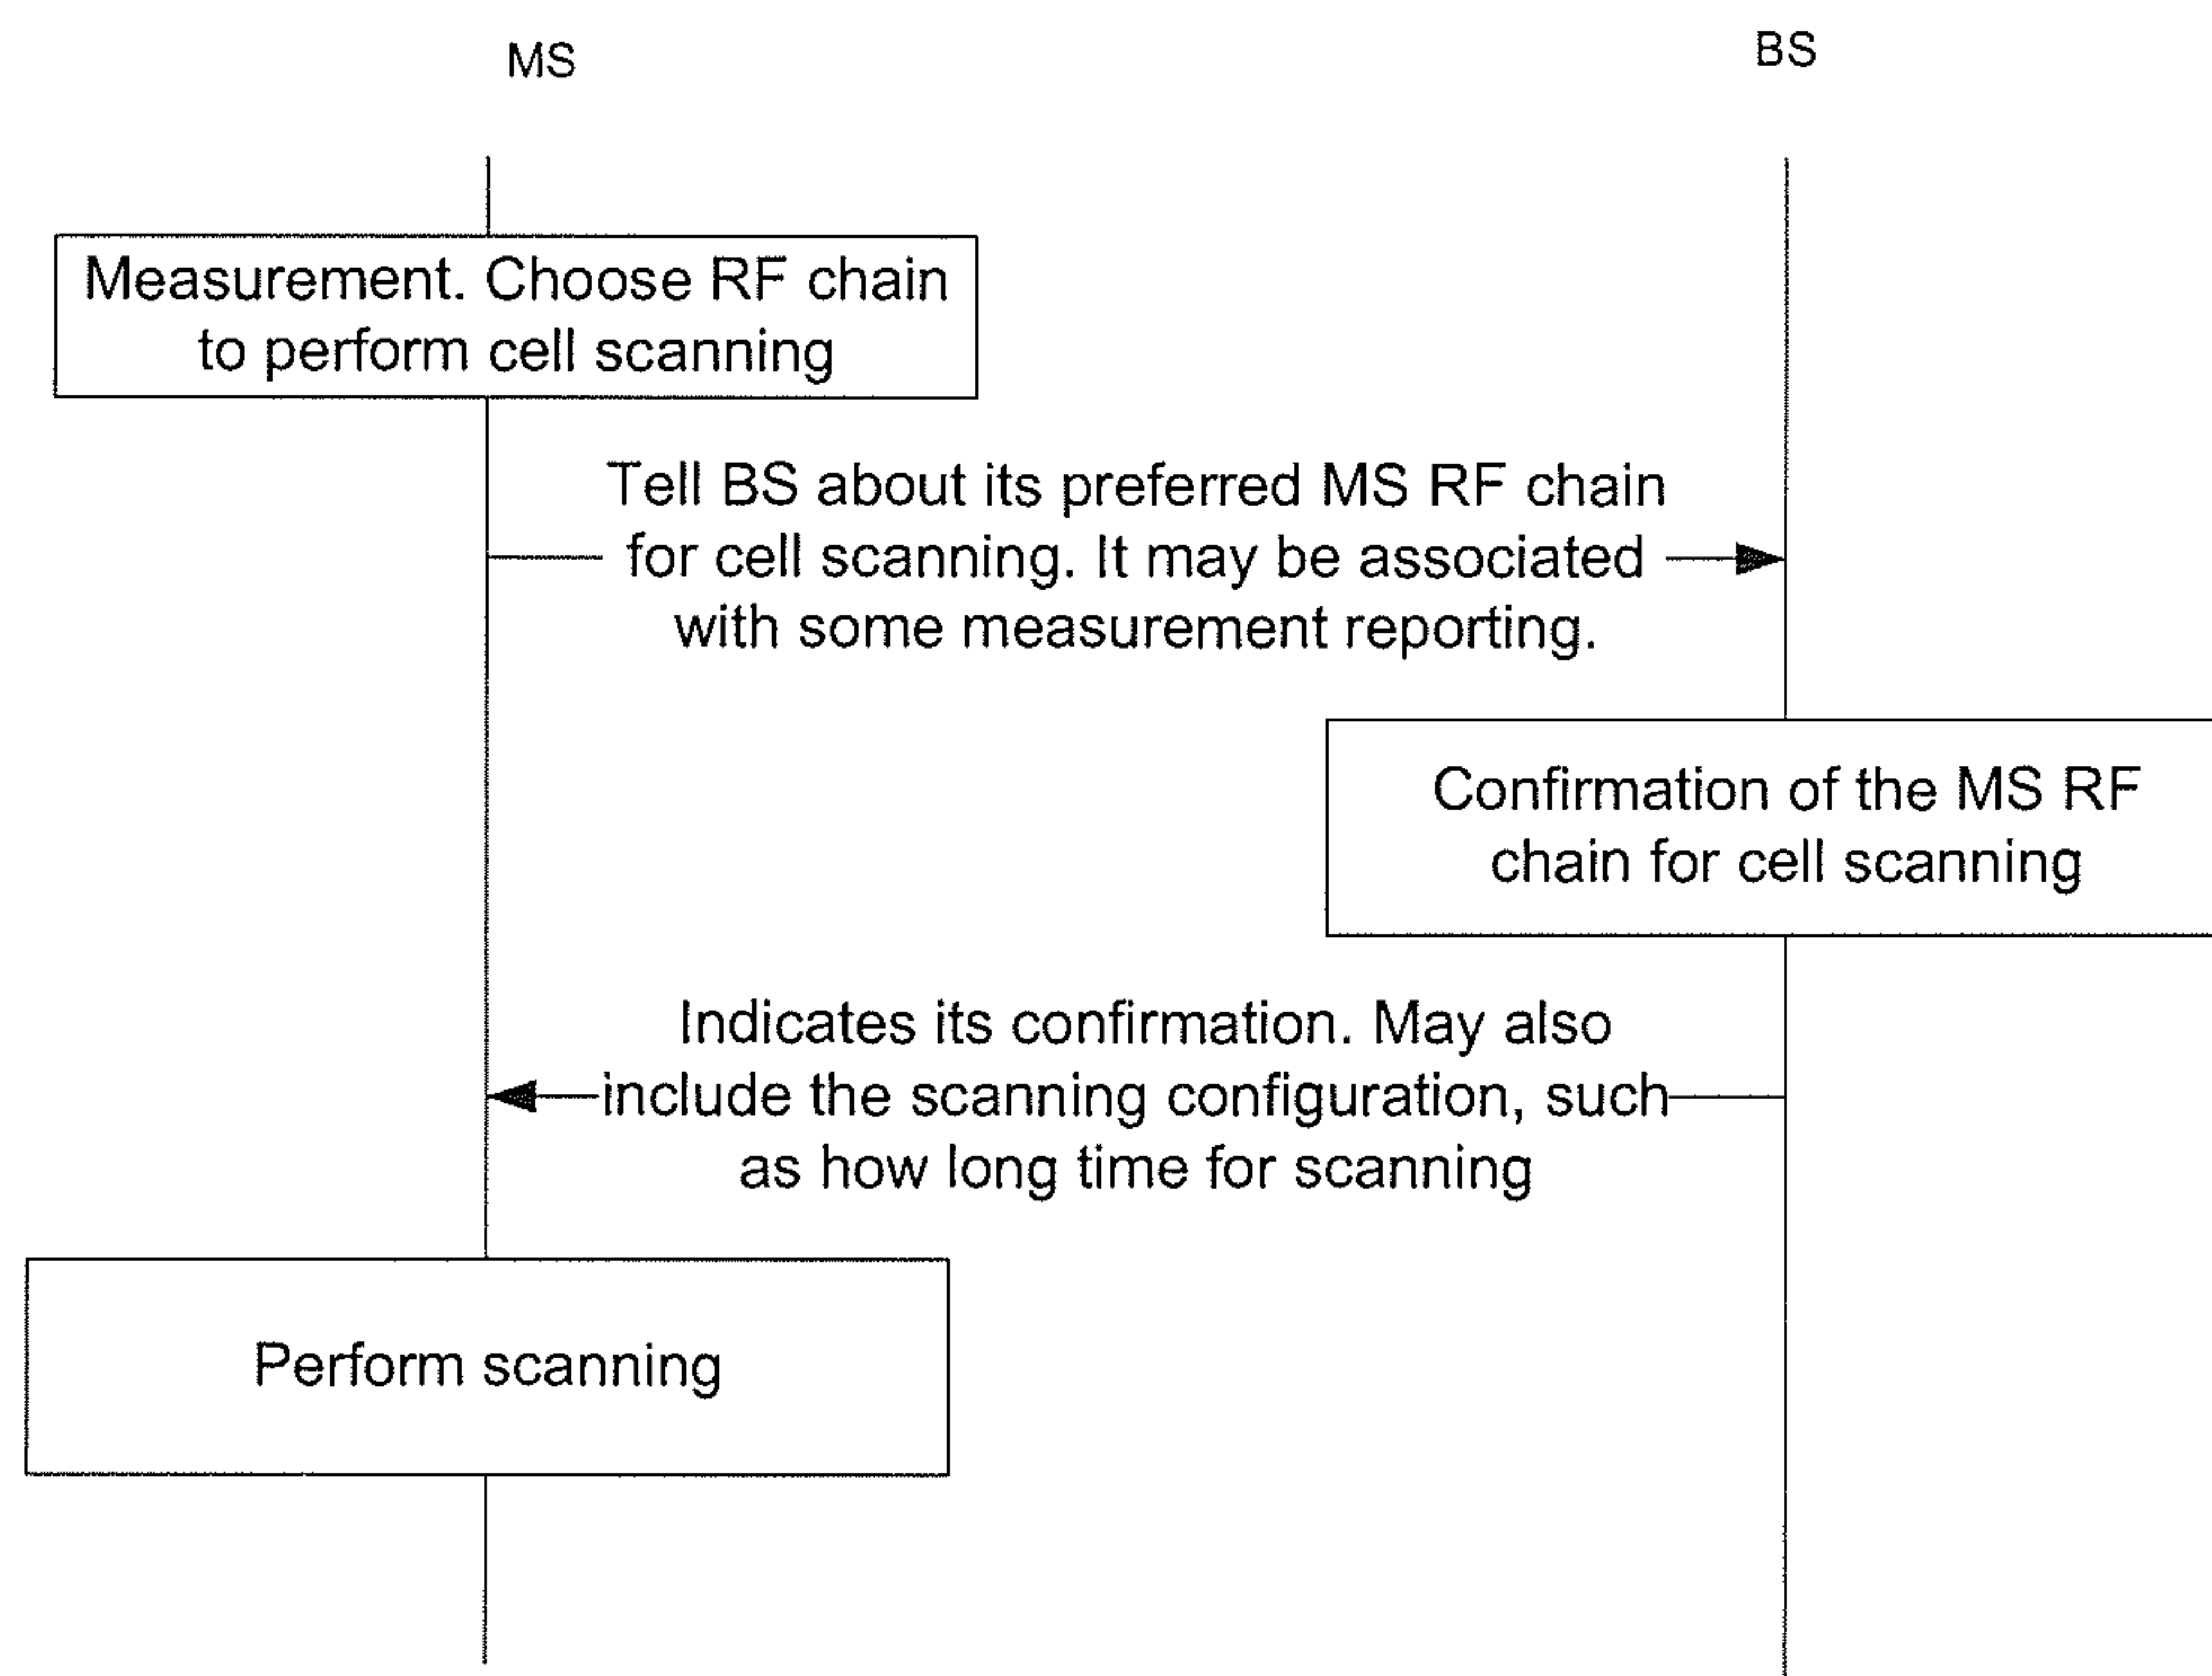 MS
BS
Measurement. Choose RF chain
to perform cell scanning
Tell BS about its preferred MS RF chain
for cell scanning. It may be associated
with some measurement reporting.
Confirmation of the MS RF
chain for cell scanning
Indicates its confirmation. May also
include the scanning configuration, such
as how long time for scanning
Perform scanning